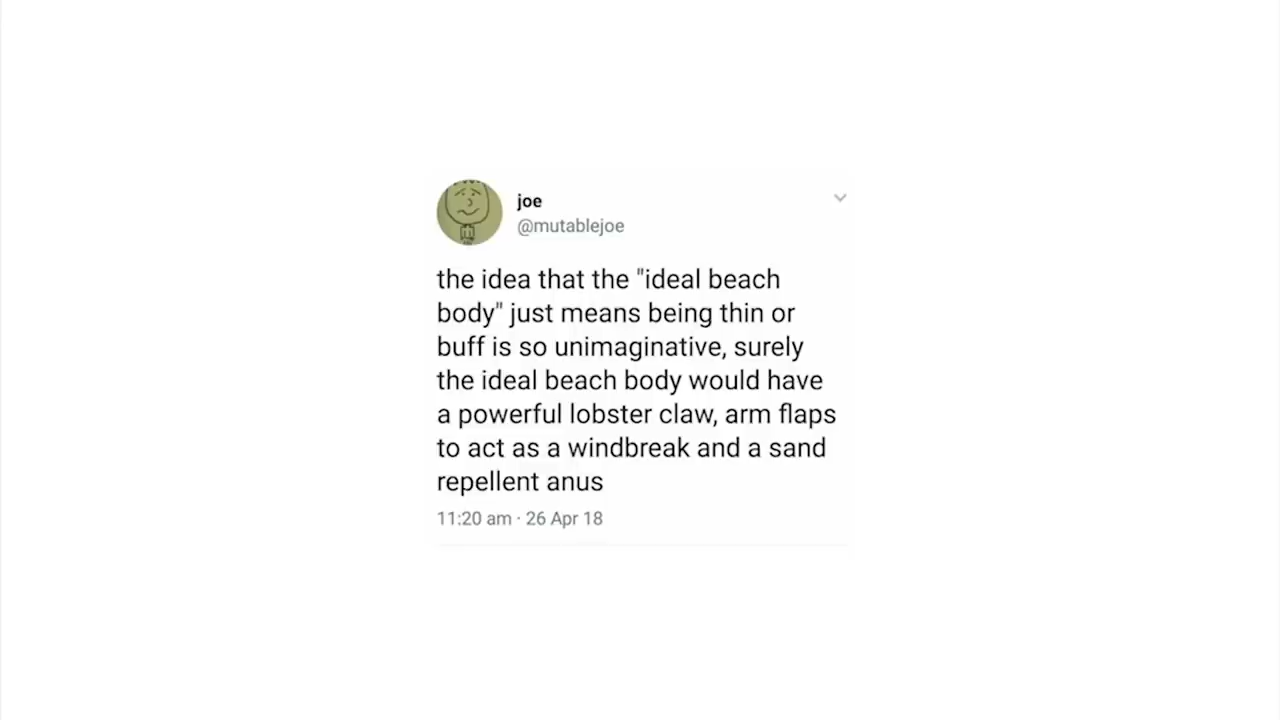 joe
@mutablejoe
the idea that the "ideal beach
body" just means being thin or
buff is so unimaginative, surely
the ideal beach body would have
a powerful lobster claw, arm flaps
to act as a windbreak and a sand
repellent anus
11:20 am · 26 Apr 18